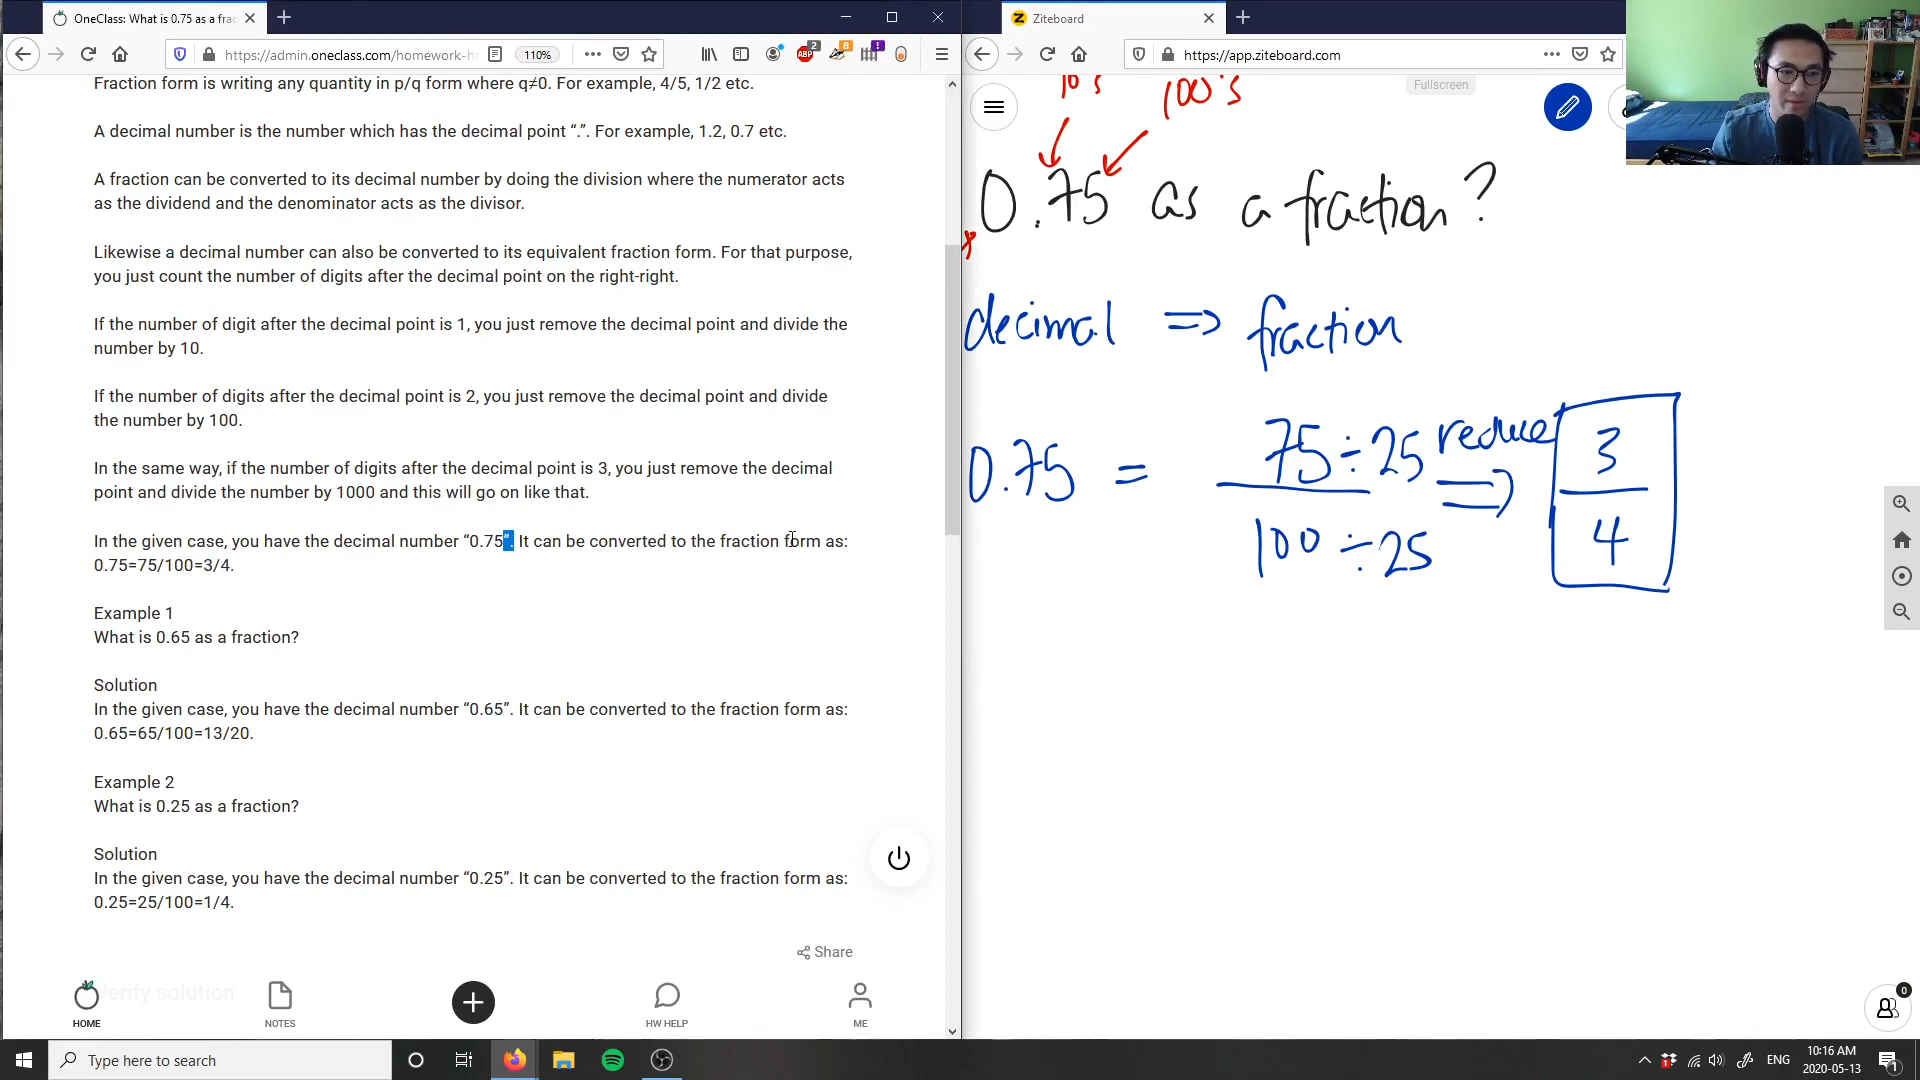 OneClass: What is 0.75 as a frac
https://admin.oneclass.com/homework-h
110%
2
8
!
Fraction form is writing any quantity in p/q form where q≠0. For example, 4/5, 1/2 etc.
A decimal number is the number which has the decimal point “.”. For example, 1.2, 0.7 etc.
A fraction can be converted to its decimal number by doing the division where the numerator acts
as the dividend and the denominator acts as the divisor.
Likewise a decimal number can also be converted to its equivalent fraction form. For that purpose,
you just count the number of digits after the decimal point on the right-right.
If the number of digit after the decimal point is 1, you just remove the decimal point and divide the
number by 10.
If the number of digits after the decimal point is 2, you just remove the decimal point and divide
the number by 100.
In the same way, if the number of digits after the decimal point is 3, you just remove the decimal
point and divide the number by 1000 and this will go on like that.
In the given case, you have the decimal number “0.75”. It can be converted to the fraction form as:
0.75=75/100=3/4.
Example 1
What is 0.65 as a fraction?
Solution
In the given case, you have the decimal number “0.65”. It can be converted to the fraction form as:
0.65=65/100=13/20.
Example 2
What is 0.25 as a fraction?
Solution
In the given case, you have the decimal number “0.25”. It can be converted to the fraction form as:
0.25=25/100=1/4.
Share
Verify solution
HOME
NOTES
HW HELP
ME
Ziteboard
https://app.ziteboard.com
Fullscreen
10's
100's
0.75 as a fraction?
decimal => fraction
0.75 = 75 ÷ 25 reduce 3
100 ÷ 25 => 4
0
Type here to search
ENG
10:16 AM
2020-05-13
1